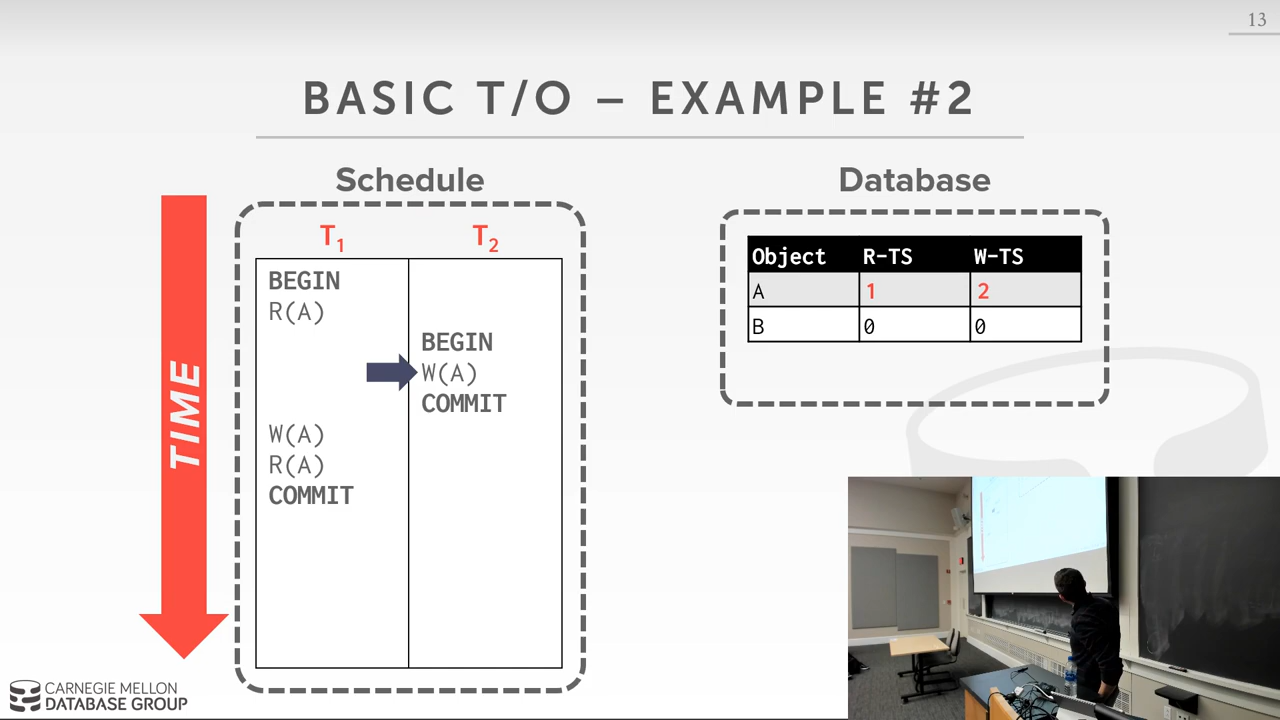 13
BASIC T/O – EXAMPLE #2
Schedule
Database
TIME
T1 T2
BEGIN
R(A)
BEGIN
W(A)
COMMIT
W(A)
R(A)
COMMIT
Object R-TS W-TS
A 1 2
B 0 0
CARNEGIE MELLON
DATABASE GROUP